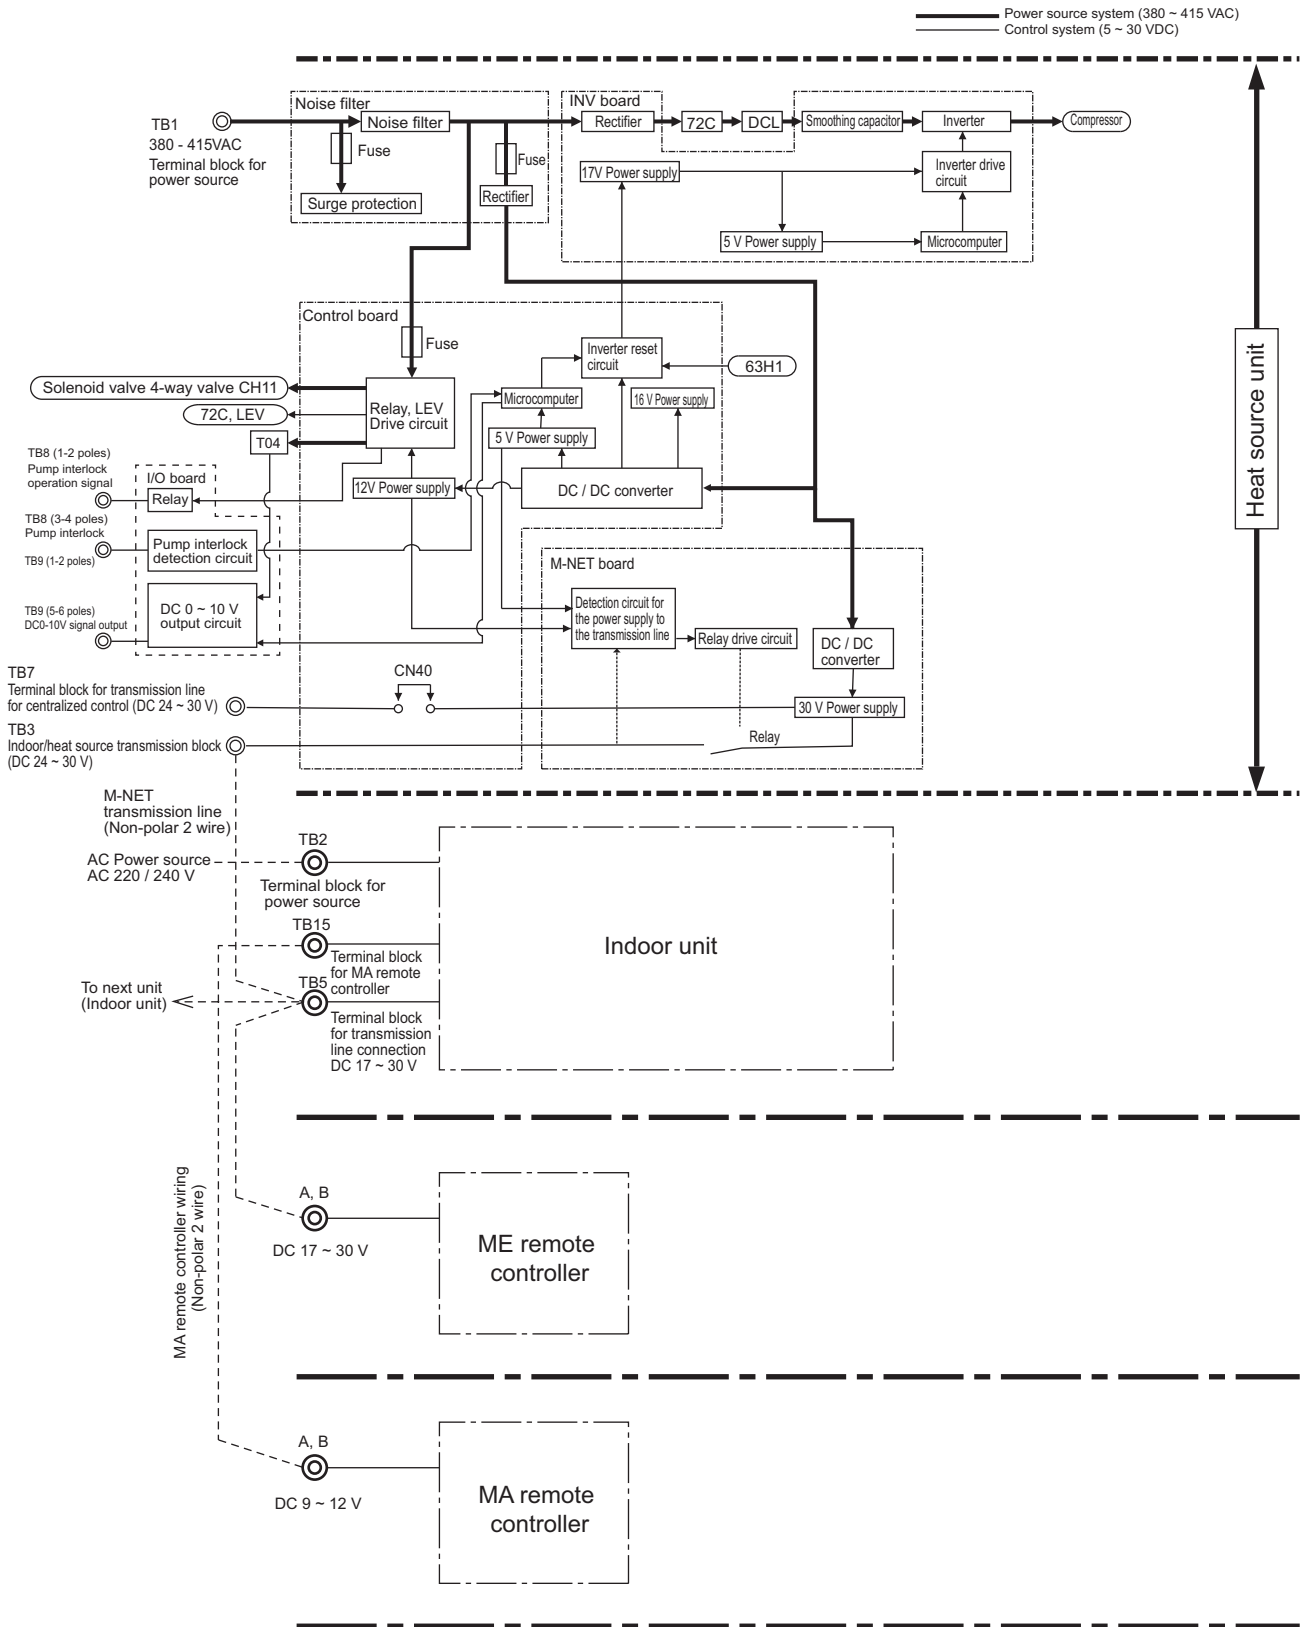 Power source system (380 ~ 415 VAC)
Control system (5 ~ 30 VDC)
Noise filter
INV board
TB1
380 - 415VAC
Terminal block for
power source
Noise filter
Rectifier
72C
DCL
Smoothing capacitor
Inverter
Compressor
Fuse
Fuse
Surge protection
Rectifier
17V Power supply
Inverter drive
circuit
5 V Power supply
Microcomputer
Heat source unit
Control board
Fuse
Inverter reset
circuit
63H1
Solenoid valve 4-way valve CH11
72C, LEV
T04
Relay, LEV
Drive circuit
Microcomputer
16 V Power supply
5 V Power supply
12V Power supply
DC / DC converter
TB8 (1-2 poles)
Pump interlock
operation signal
I/O board
Relay
TB8 (3-4 poles)
Pump interlock
TB9 (1-2 poles)
Pump interlock
detection circuit
TB9 (5-6 poles)
DC0-10V signal output
DC 0 ~ 10 V
output circuit
M-NET board
Detection circuit for
the power supply to
the transmission line
Relay drive circuit
DC / DC
converter
30 V Power supply
Relay
CN40
TB7
Terminal block for transmission line
for centralized control (DC 24 ~ 30 V)
TB3
Indoor/heat source transmission block
(DC 24 ~ 30 V)
M-NET
transmission line
(Non-polar 2 wire)
AC Power source
AC 220 / 240 V
TB2
Terminal block for
power source
TB15
Terminal block
for MA remote
controller
TB5
Terminal block
for transmission
line connection
DC 17 ~ 30 V
To next unit
(Indoor unit)
Indoor unit
MA remote controller wiring
(Non-polar 2 wire)
A, B
DC 17 ~ 30 V
ME remote
controller
A, B
DC 9 ~ 12 V
MA remote
controller